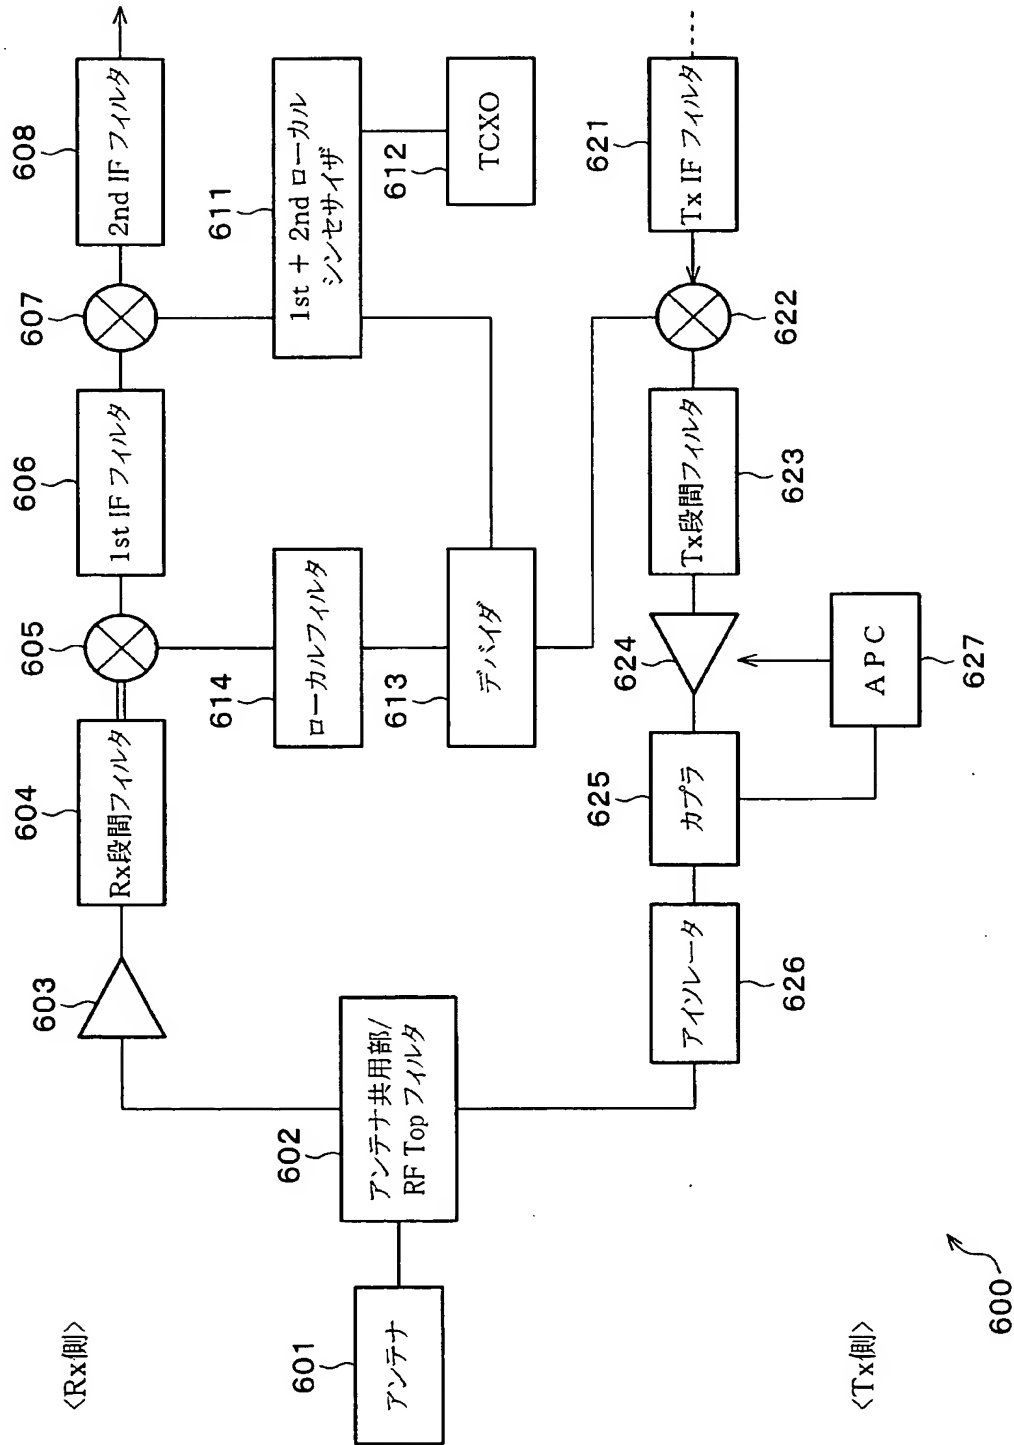 <Rx側>
601
アンテナ
602
アンテナ共用部/
RF Top フィルタ
603
604
Rx段間フィルタ
605
606
1st IF フィルタ
607
608
2nd IF フィルタ
614
ローカルフィルタ
611
1st + 2nd ローカル
シンセサイザ
613
デバイダ
612
TCXO
626
アイソレータ
625
カプラ
624
623
Tx段間フィルタ
622
621
Tx IF フィルタ
APC
627
<Tx側>
600